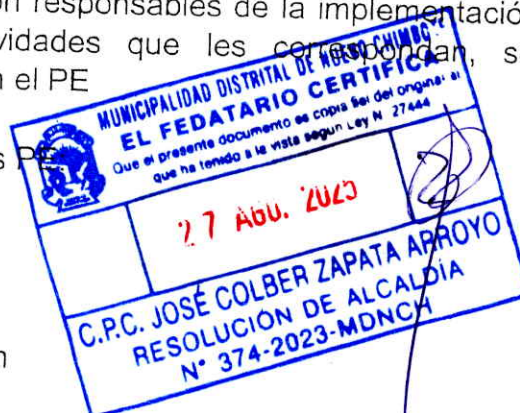 on responsables de la implementació
vidades que les correspondan, s
n el PE
s PE
MUNICIPALIDAD DISTRITAL DE NUEVO CHIMBOTE
EL FEDATARIO CERTIFICA
Que el presente documento es copia fiel del original al
que ha tenido a la vista segun Ley N° 27444
27 AGO. 2025
C.P.C. JOSÉ COLBER ZAPATA ARROYO
RESOLUCIÓN DE ALCALDÍA
N° 374-2023-MDNCH
n